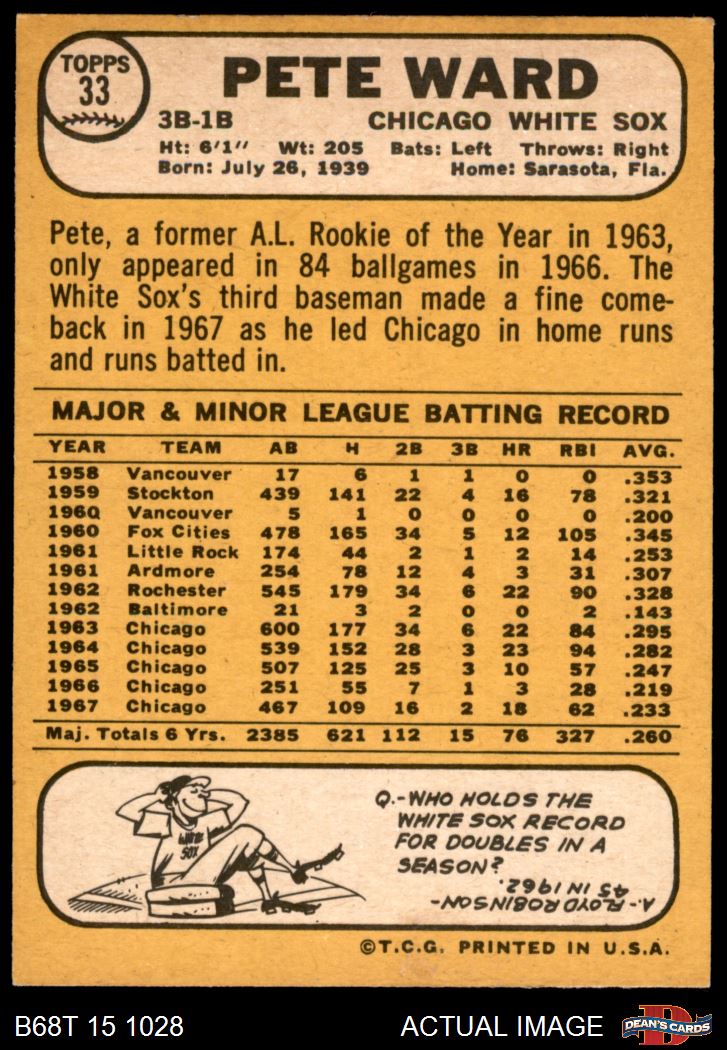 TOPPS
33
PETE WARD
3B-1B CHICAGO WHITE SOX
Ht: 6'1" Wt: 205 Bats: Left Throws: Right
Born: July 26, 1939 Home: Sarasota, Fla.
Pete, a former A.L. Rookie of the Year in 1963,
only appeared in 84 ballgames in 1966. The
White Sox's third baseman made a fine come-
back in 1967 as he led Chicago in home runs
and runs batted in.
MAJOR & MINOR LEAGUE BATTING RECORD
YEAR TEAM AB H 2B 3B HR RBI AVG.
1958 Vancouver 17 6 1 1 0 0 .353
1959 Stockton 439 141 22 4 16 78 .321
1960 Vancouver 5 1 0 0 0 0 .200
1960 Fox Cities 478 165 34 5 12 105 .345
1961 Little Rock 174 44 2 1 2 14 .253
1961 Ardmore 254 78 12 4 3 31 .307
1962 Rochester 545 179 34 6 22 90 .328
1962 Baltimore 21 3 2 0 0 2 .143
1963 Chicago 600 177 34 6 22 84 .295
1964 Chicago 539 152 28 3 23 94 .282
1965 Chicago 507 125 25 3 10 57 .247
1966 Chicago 251 55 7 1 3 28 .219
1967 Chicago 467 109 16 2 18 62 .233
Maj. Totals 6 Yrs. 2385 621 112 15 76 327 .260
WHITE
SOX
Q.-WHO HOLDS THE
WHITE SOX RECORD
FOR DOUBLES IN A
SEASON?
A.-FLOYD ROBINSON-
45 IN 1962.
©T.C.G. PRINTED IN U.S.A.
B68T 15 1028 ACTUAL IMAGE
D
DEAN'S CARDS